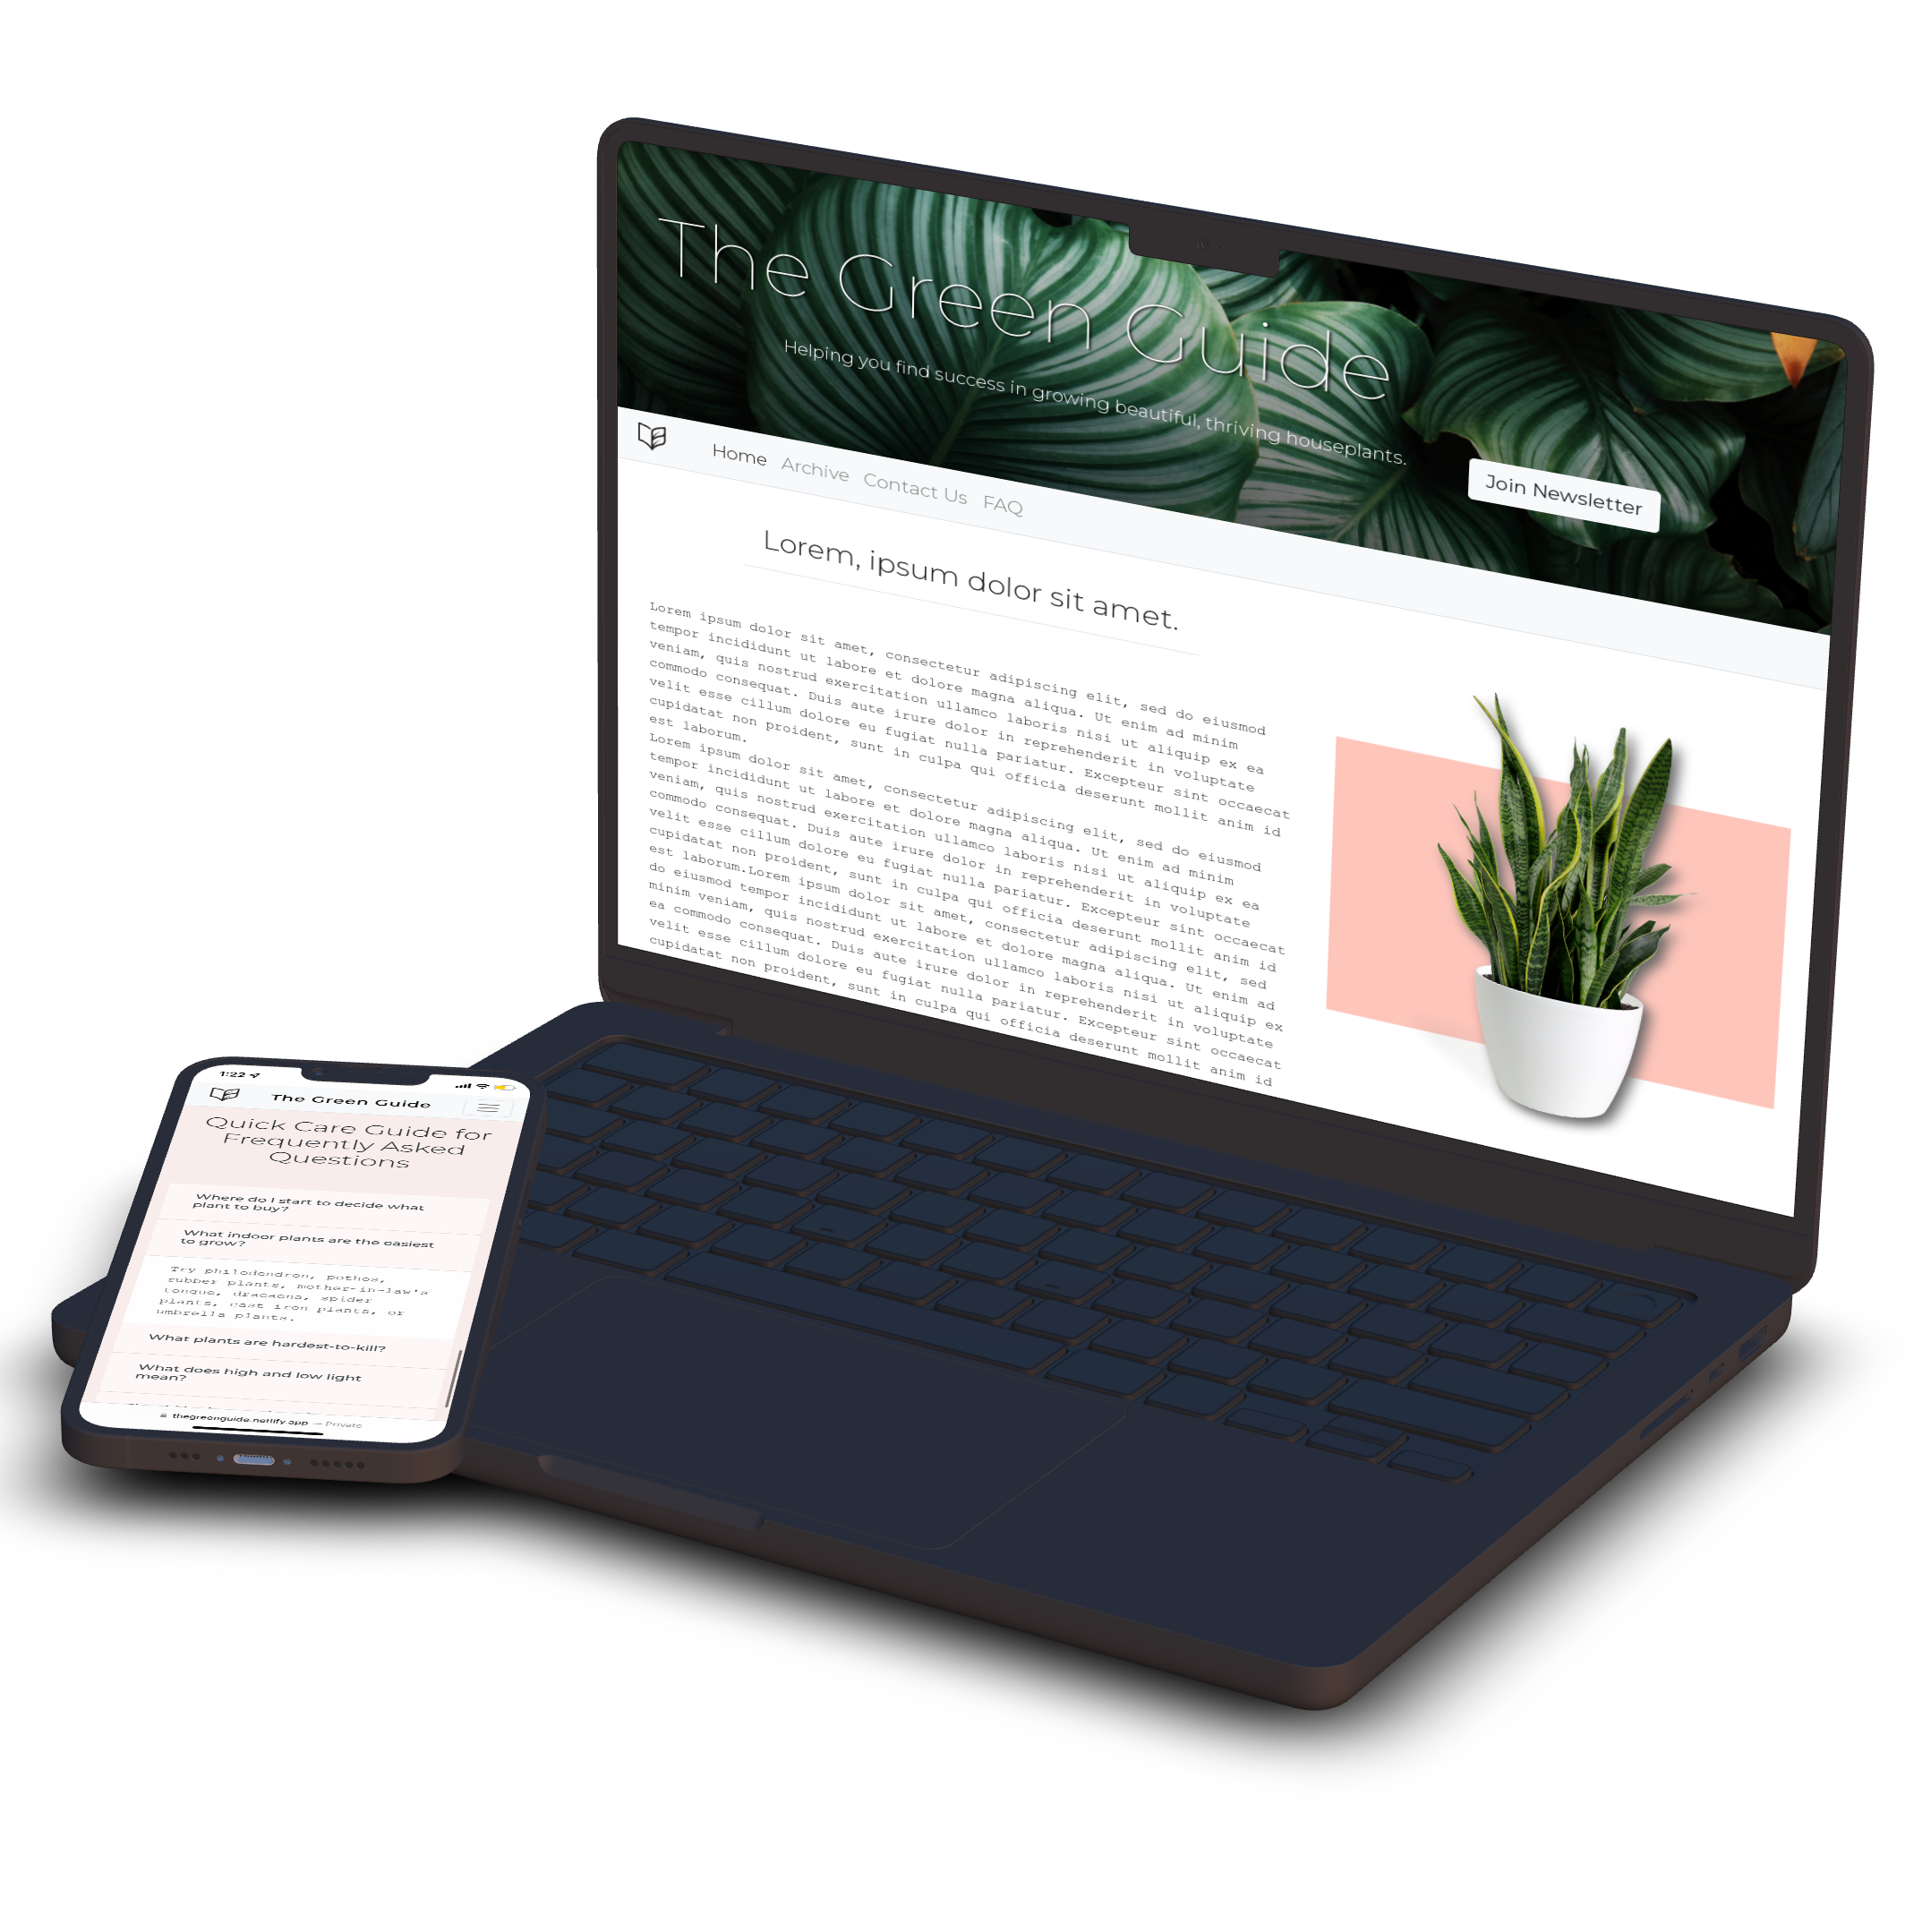 The Green Guide
Helping you find success in growing beautiful, thriving houseplants.
Join Newsletter
Home Archive Contact Us FAQ
Lorem, ipsum dolor sit amet.
Lorem ipsum dolor sit amet, consectetur adipiscing elit, sed do eiusmod
tempor incididunt ut labore et dolore magna aliqua. Ut enim ad minim
veniam, quis nostrud exercitation ullamco laboris nisi ut aliquip ex ea
commodo consequat. Duis aute irure dolor in reprehenderit in voluptate
velit esse cillum dolore eu fugiat nulla pariatur. Excepteur sint occaecat
cupidatat non proident, sunt in culpa qui officia deserunt mollit anim id
est laborum.
Lorem ipsum dolor sit amet, consectetur adipiscing elit, sed do eiusmod
tempor incididunt ut labore et dolore magna aliqua. Ut enim ad minim
veniam, quis nostrud exercitation ullamco laboris nisi ut aliquip ex ea
commodo consequat. Duis aute irure dolor in reprehenderit in voluptate
velit esse cillum dolore eu fugiat nulla pariatur. Excepteur sint occaecat
cupidatat non proident, sunt in culpa qui officia deserunt mollit anim id
est laborum.Lorem ipsum dolor sit amet, consectetur adipiscing elit, sed
do eiusmod tempor incididunt ut labore et dolore magna aliqua. Ut enim ad
minim veniam, quis nostrud exercitation ullamco laboris nisi ut aliquip ex
ea commodo consequat. Duis aute irure dolor in reprehenderit in voluptate
velit esse cillum dolore eu fugiat nulla pariatur. Excepteur sint occaecat
cupidatat non proident, sunt in culpa qui officia deserunt mollit anim id
1:22
The Green Guide
Quick Care Guide for
Frequently Asked
Questions
Where do I start to decide what
plant to buy?
What indoor plants are the easiest
to grow?
Try philodendron, pothos,
rubber plants, mother-in-law's
tongue, dracaena, spider
plants, cast iron plants, or
umbrella plants.
What plants are hardest-to-kill?
What does high and low light
mean?
thegreenguide.netlify.app — Private